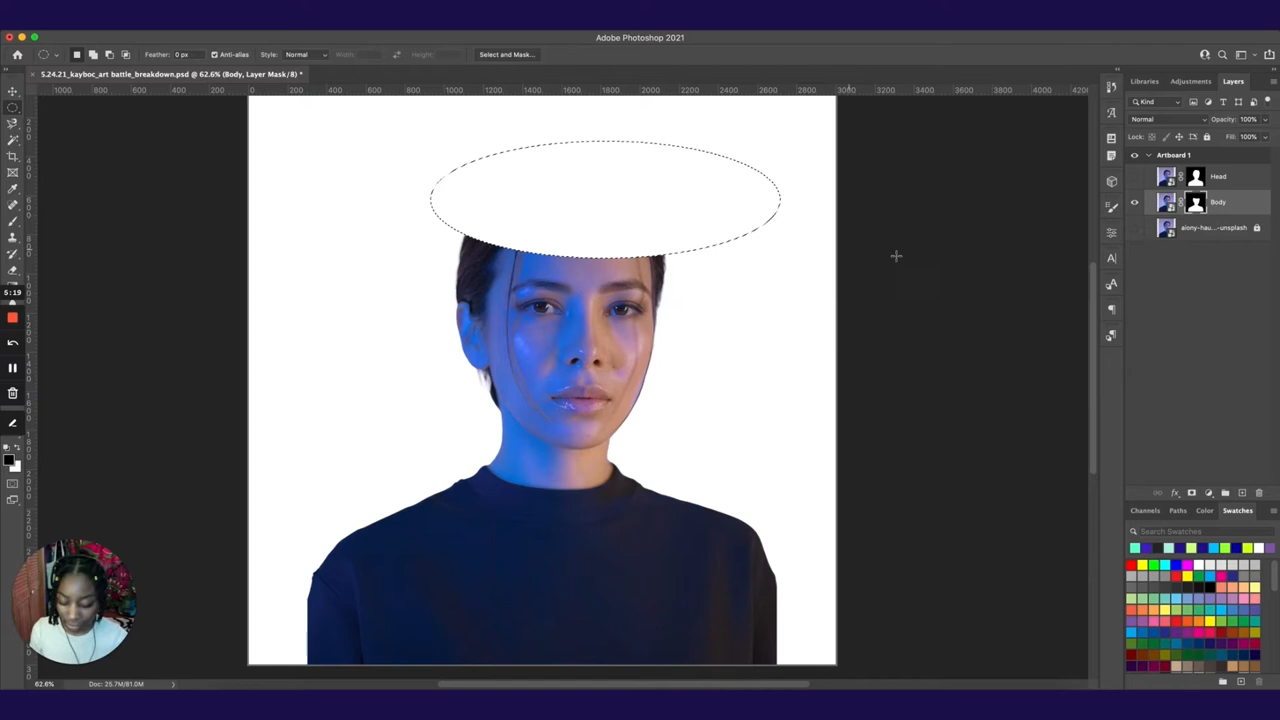 Adobe Photoshop 2021
Feather: 0 px
Anti-alias
Style: Normal
Width:
Height:
Select and Mask...
5.24.21_kayboc_art battle_breakdown.psd @ 62.6% (Body, Layer Mask/8) *
1000 800 600 400 200 0 200 400 600 800 1000 1200 1400 1600 1800 2000 2200 2400 2600 2800 3000 3200 3400 3600 3800 4000 4200
Libraries Adjustments Layers
Kind
Normal Opacity: 100%
Lock: Fill: 100%
Artboard 1
Head
Body
aiony-hau...-unsplash
5:19
fx
Channels Paths Color Swatches
Search Swatches
62.6% Doc: 25.7M/81.0M